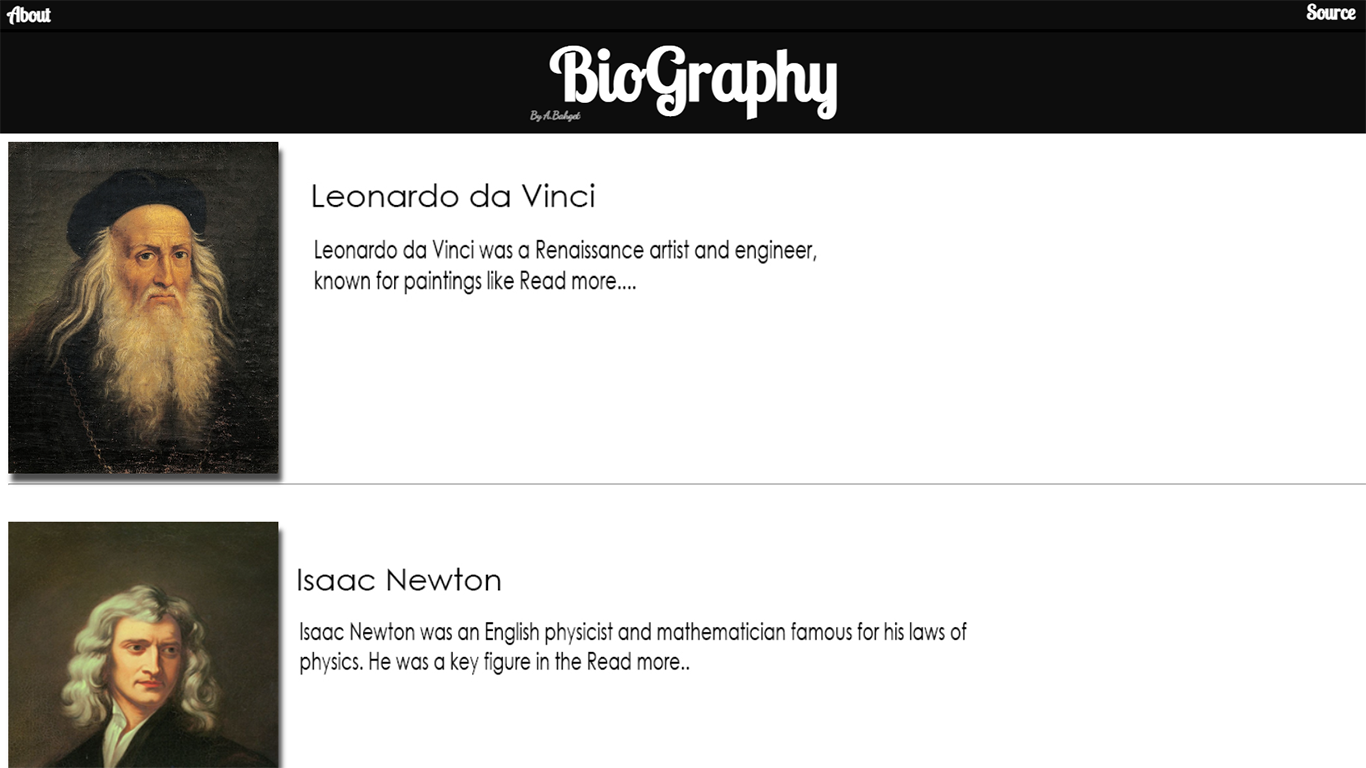 About
Source
BioGraphy
By A.Bahget
Leonardo da Vinci
Leonardo da Vinci was a Renaissance artist and engineer,
known for paintings like Read more....
Isaac Newton
Isaac Newton was an English physicist and mathematician famous for his laws of
physics. He was a key figure in the Read more..